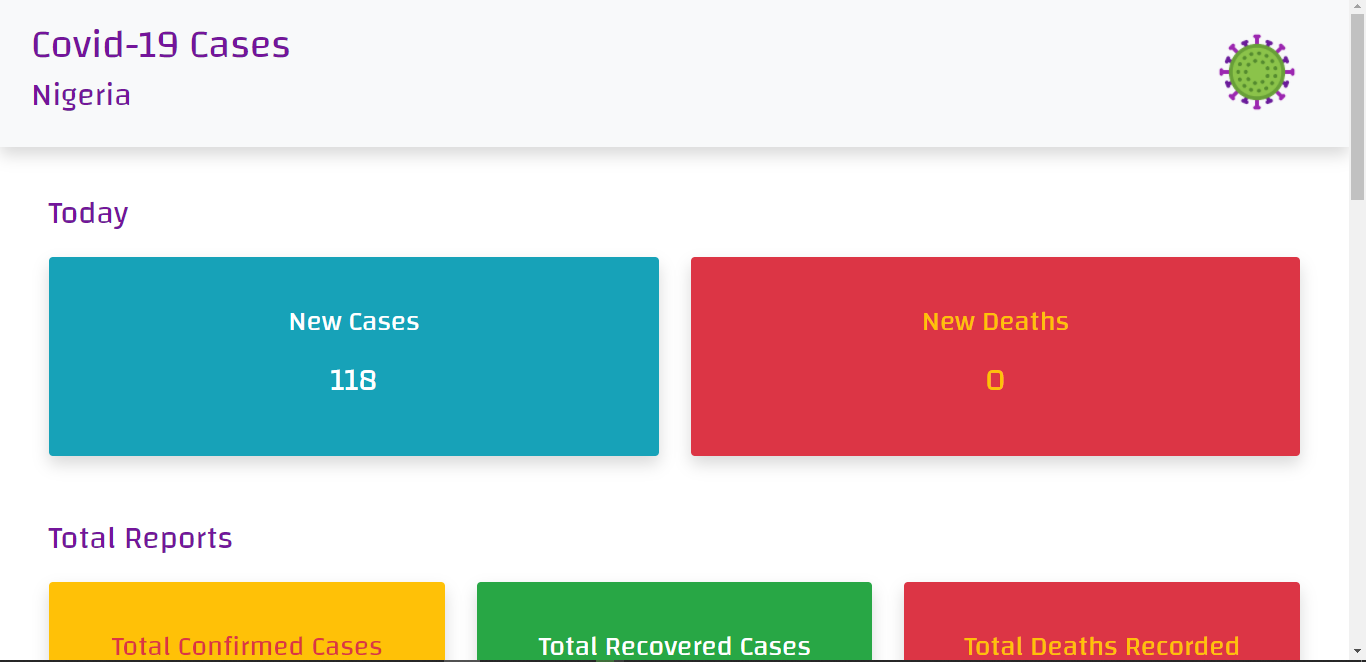 Covid-19 Cases
Nigeria
Today
New Cases
New Deaths
118
0
Total Reports
Total Confirmed Cases
Total Recovered Cases
Total Deaths Recorded